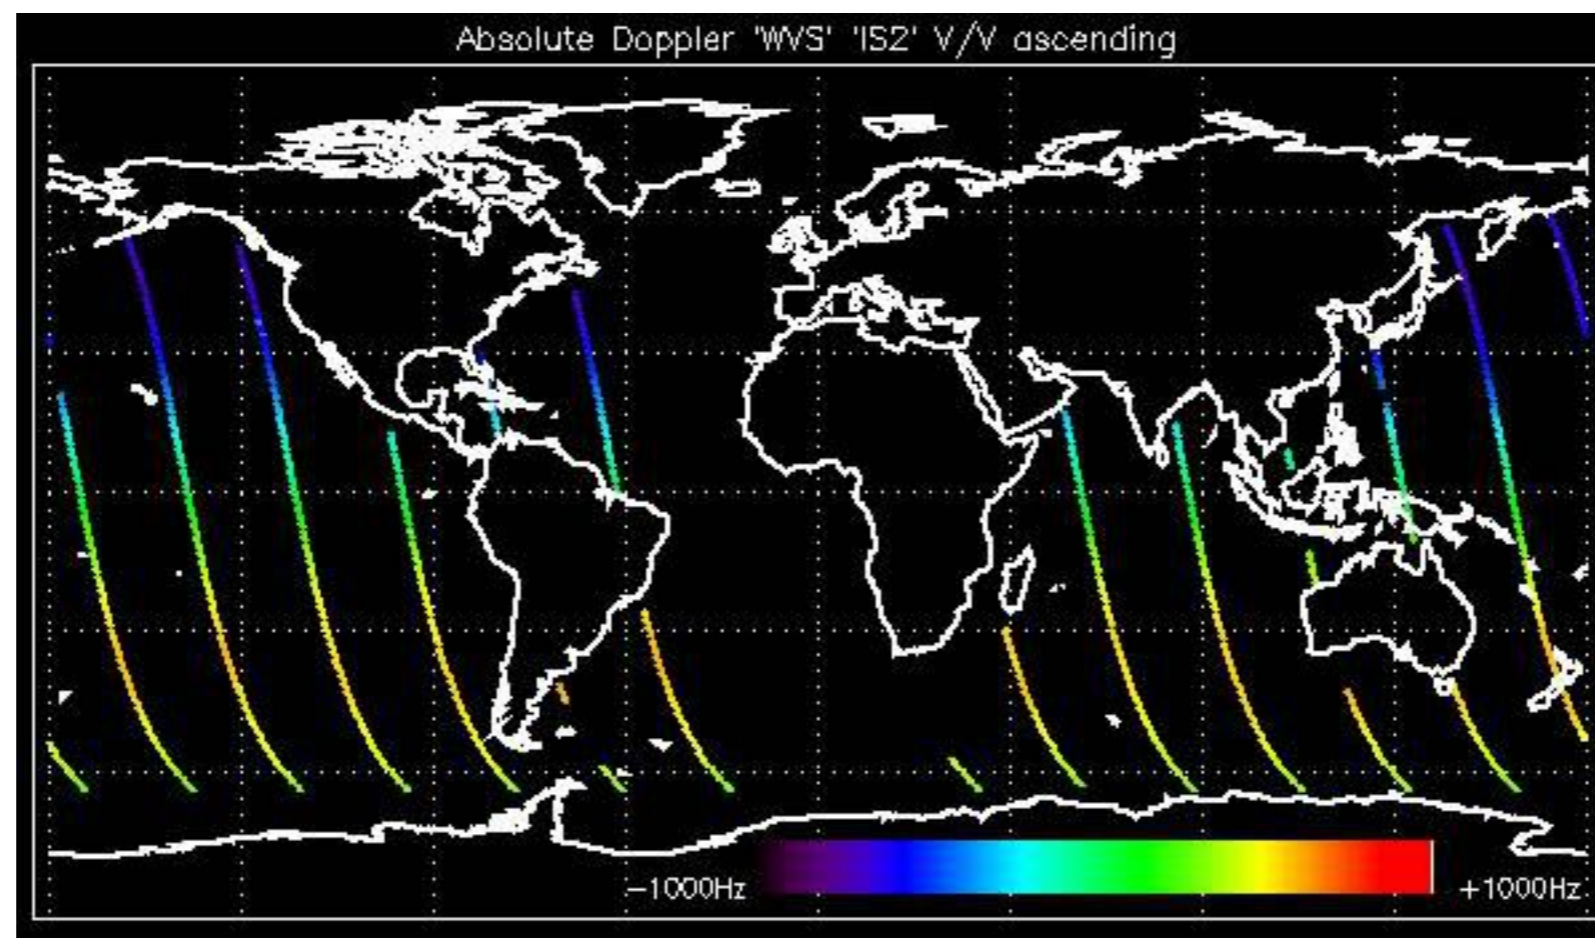 Absolute Doppler 'WVS' 'IS2' V/V ascending
−1000Hz
+1000Hz